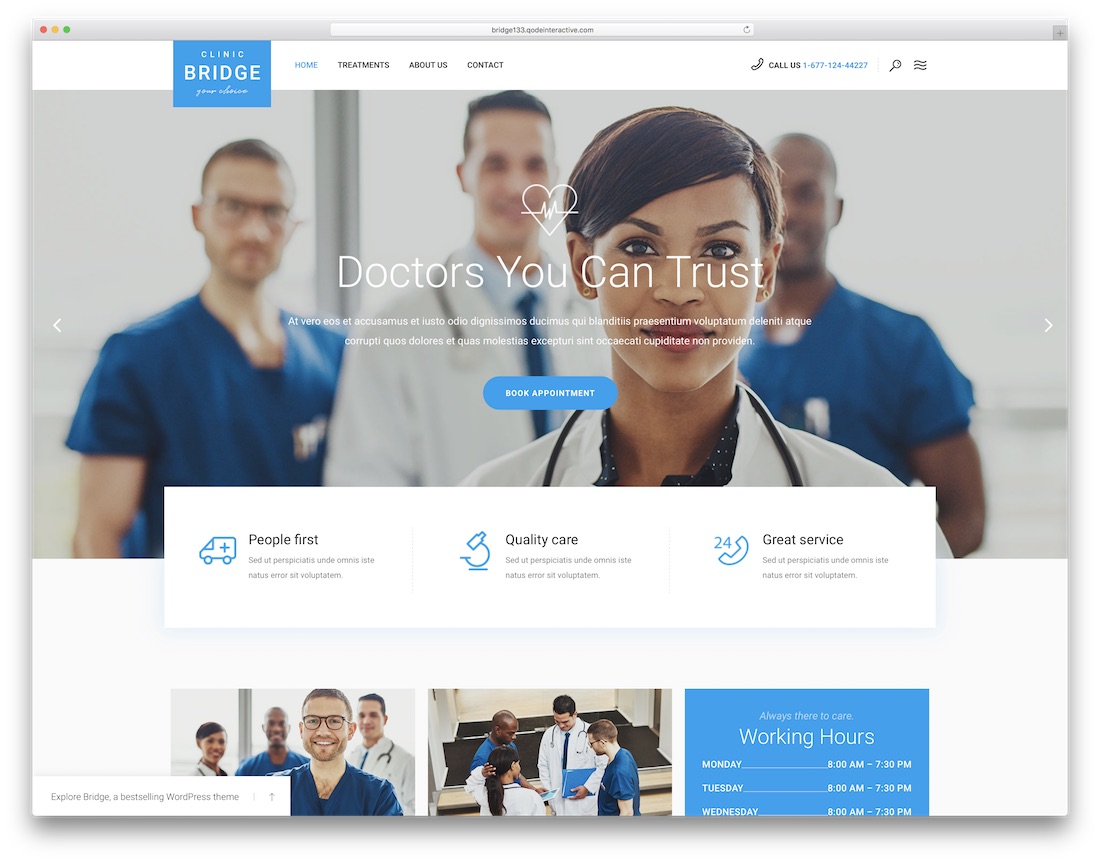 bridge133.qodeinteractive.com
CLINIC
BRIDGE
your choice
HOME
TREATMENTS
ABOUT US
CONTACT
CALL US 1-677-124-44227
Doctors You Can Trust
At vero eos et accusamus et iusto odio dignissimos ducimus qui blanditiis praesentium voluptatum deleniti atque
corrupti quos dolores et quas molestias excepturi sint occaecati cupiditate non providen.
BOOK APPOINTMENT
People first
Sed ut perspiciatis unde omnis iste
natus error sit voluptatem.
Quality care
Sed ut perspiciatis unde omnis iste
natus error sit voluptatem.
24
Great service
Sed ut perspiciatis unde omnis iste
natus error sit voluptatem.
Always there to care.
Working Hours
MONDAY 8:00 AM – 7:30 PM
TUESDAY 8:00 AM – 7:30 PM
WEDNESDAY 8:00 AM – 7:30 PM
Explore Bridge, a bestselling WordPress theme